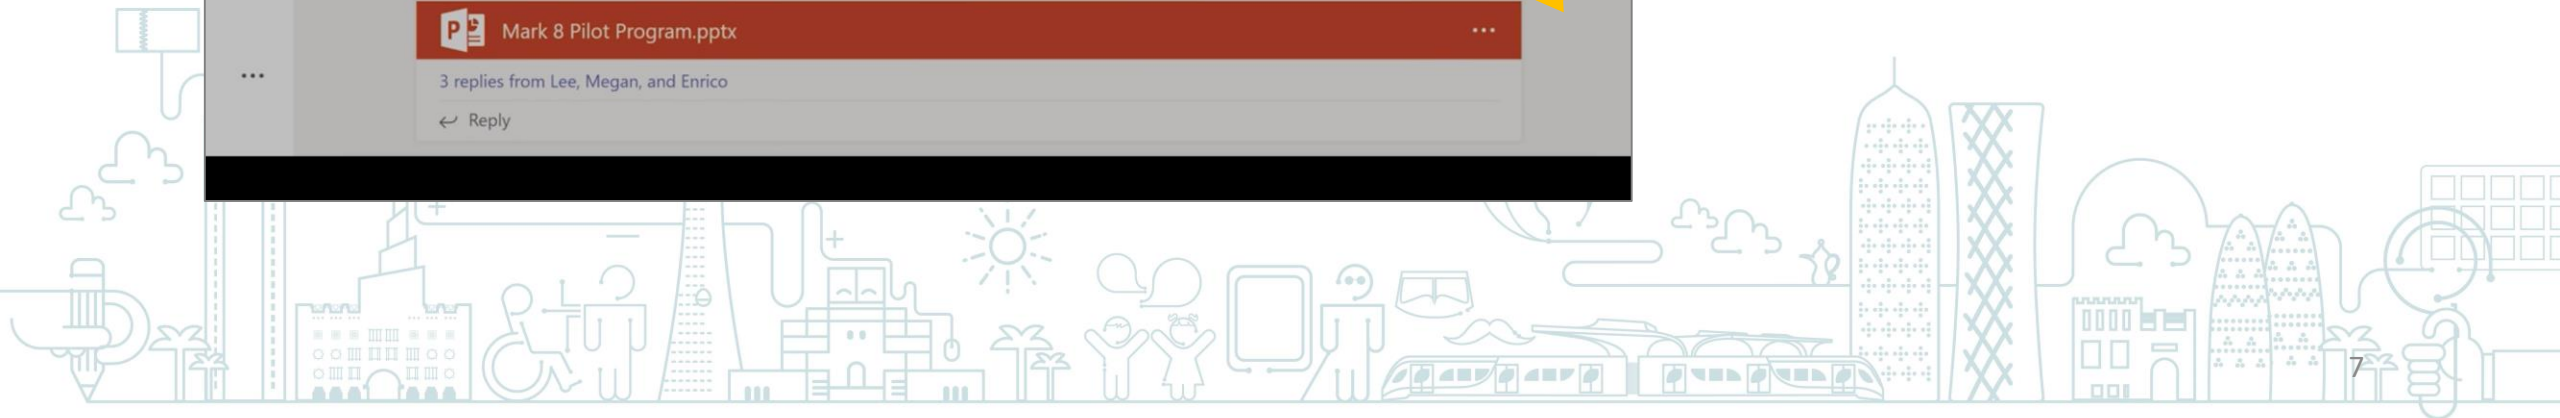 Mark 8 Pilot Program.pptx
3 replies from Lee, Megan, and Enrico
Reply
7